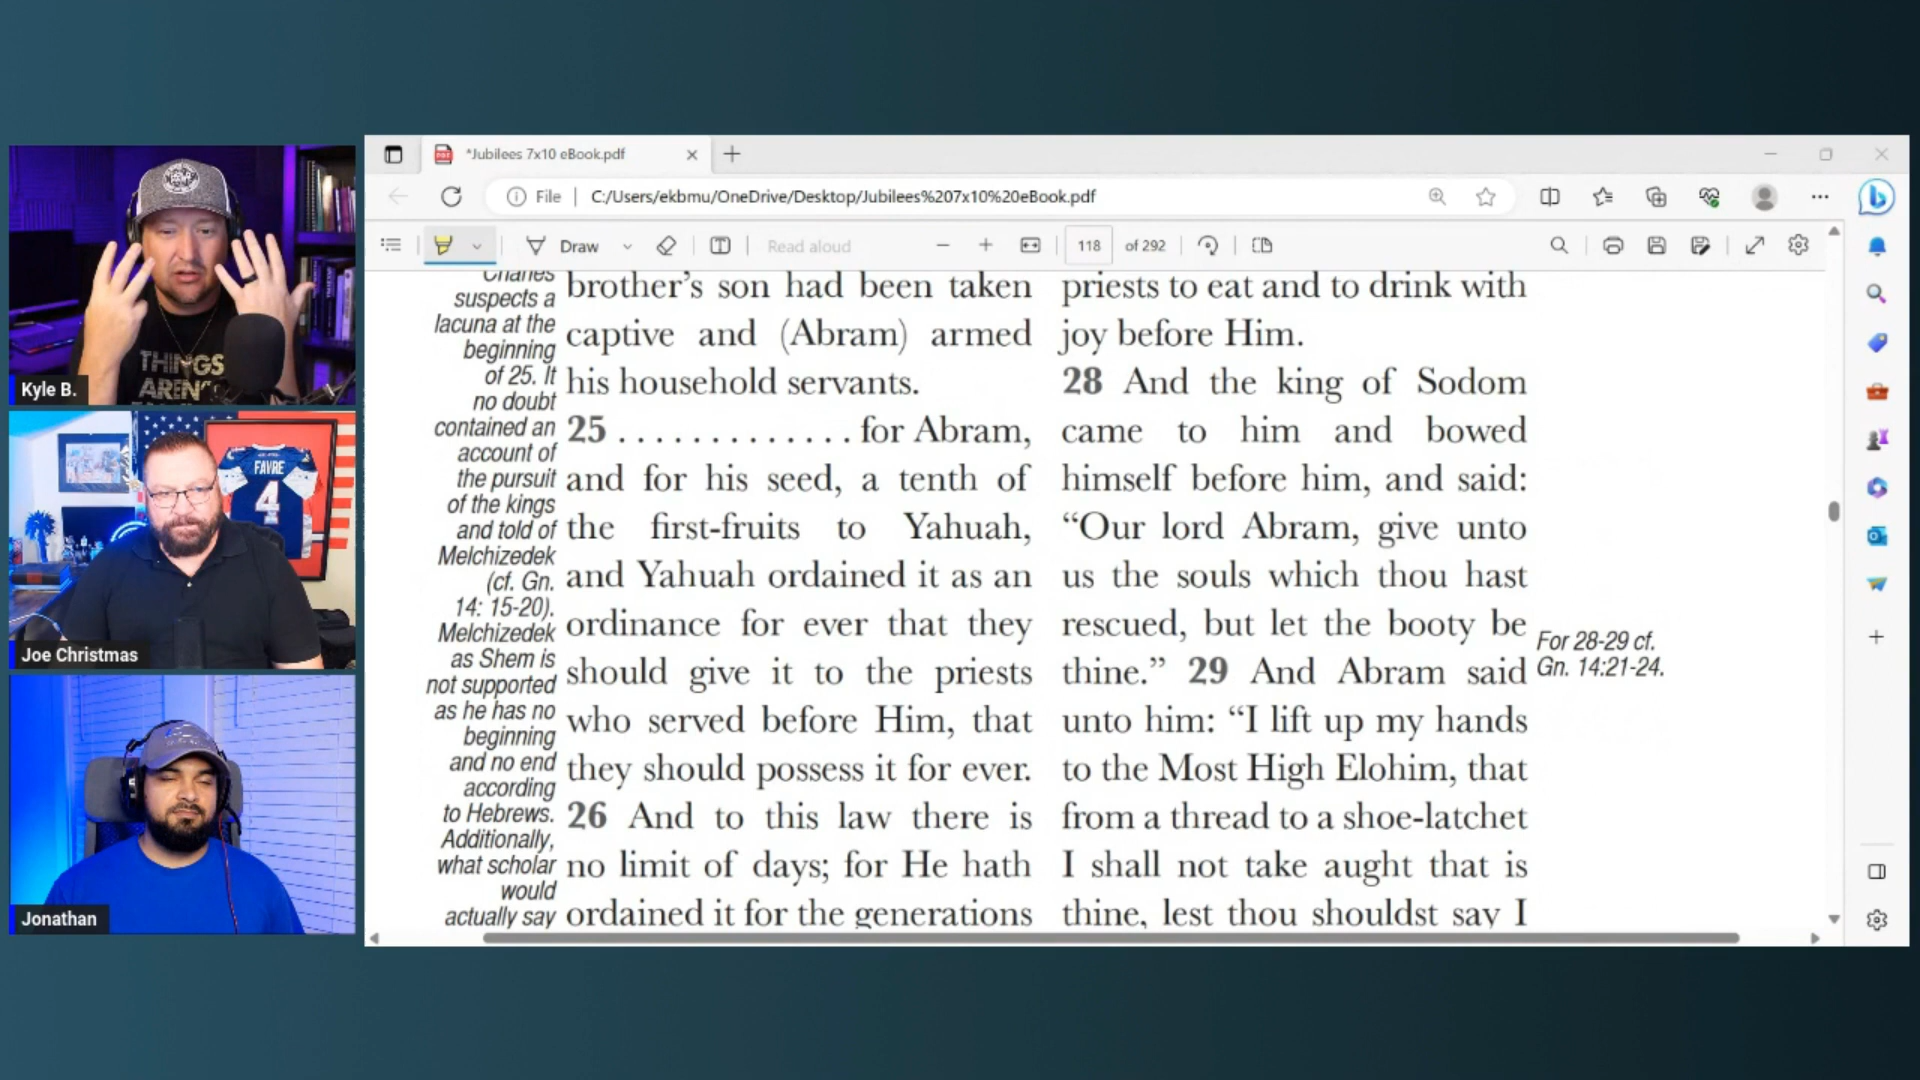 *Jubilees 7x10 eBook.pdf
File
C:/Users/ekbmu/OneDrive/Desktop/Jubilees%207x10%20eBook.pdf
Draw
Read aloud
118
of 292
Charles
suspects a
lacuna at the
beginning
of 25. It
no doubt
contained an
account of
the pursuit
of the kings
and told of
Melchizedek
(cf. Gn.
14: 15-20).
Melchizedek
as Shem is
not supported
as he has no
beginning
and no end
according
to Hebrews.
Additionally,
what scholar
would
actually say
brother’s son had been taken
captive and (Abram) armed
his household servants.
25 . . . . . . . . . . . . . for Abram,
and for his seed, a tenth of
the first-fruits to Yahuah,
and Yahuah ordained it as an
ordinance for ever that they
should give it to the priests
who served before Him, that
they should possess it for ever.
26 And to this law there is
no limit of days; for He hath
ordained it for the generations
priests to eat and to drink with
joy before Him.
28 And the king of Sodom
came to him and bowed
himself before him, and said:
“Our lord Abram, give unto
us the souls which thou hast
rescued, but let the booty be
thine.” 29 And Abram said
unto him: “I lift up my hands
to the Most High Elohim, that
from a thread to a shoe-latchet
I shall not take aught that is
thine, lest thou shouldst say I
For 28-29 cf.
Gn. 14:21-24.
THINGS
AREN'
Kyle B.
FAVRE
4
Joe Christmas
Jonathan